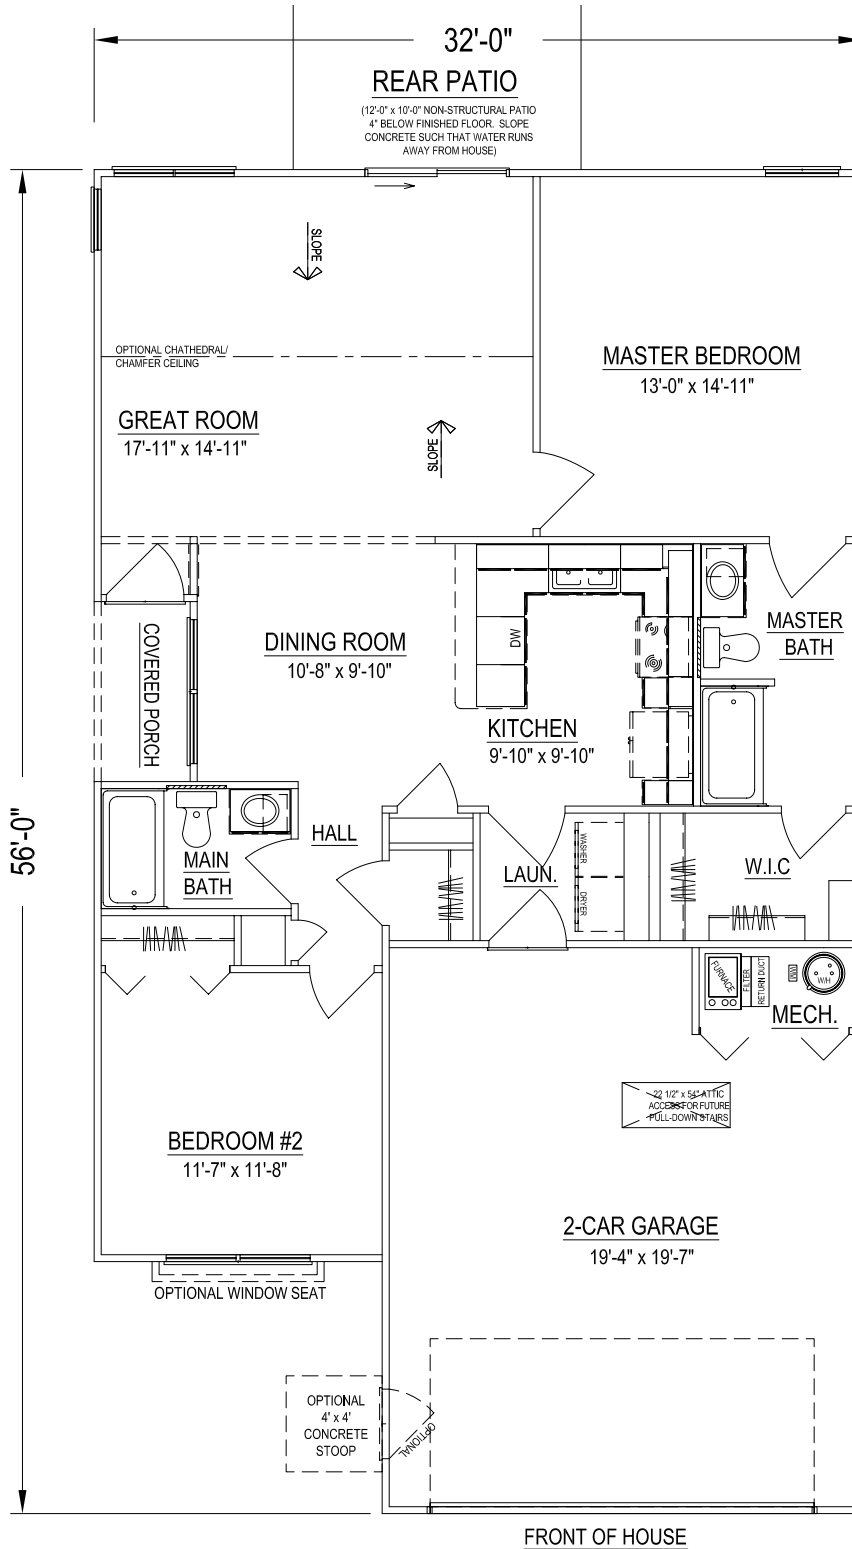 32'-0"
REAR PATIO
(12'-0" x 10'-0" NON-STRUCTURAL PATIO
4" BELOW FINISHED FLOOR.  SLOPE
CONCRETE SUCH THAT WATER RUNS
AWAY FROM HOUSE)
SLOPE
OPTIONAL CHATHEDRAL/
CHAMFER CEILING
MASTER BEDROOM
13'-0" x 14'-11"
GREAT ROOM
17'-11" x 14'-11"
SLOPE
COVERED PORCH
DINING ROOM
10'-8" x 9'-10"
DW
MASTER
BATH
KITCHEN
9'-10" x 9'-10"
56'-0"
HALL
MAIN
BATH
LAUN.
WASHER
DRYER
W.I.C
FURNACE
FILTER
RETURN DUCT
W/H
MECH.
22 1/2" x 54" ATTIC
ACCESS FOR FUTURE
PULL-DOWN STAIRS
BEDROOM #2
11'-7" x 11'-8"
2-CAR GARAGE
19'-4" x 19'-7"
OPTIONAL WINDOW SEAT
OPTIONAL
4' x 4'
CONCRETE
STOOP
OPTIONAL
FRONT OF HOUSE